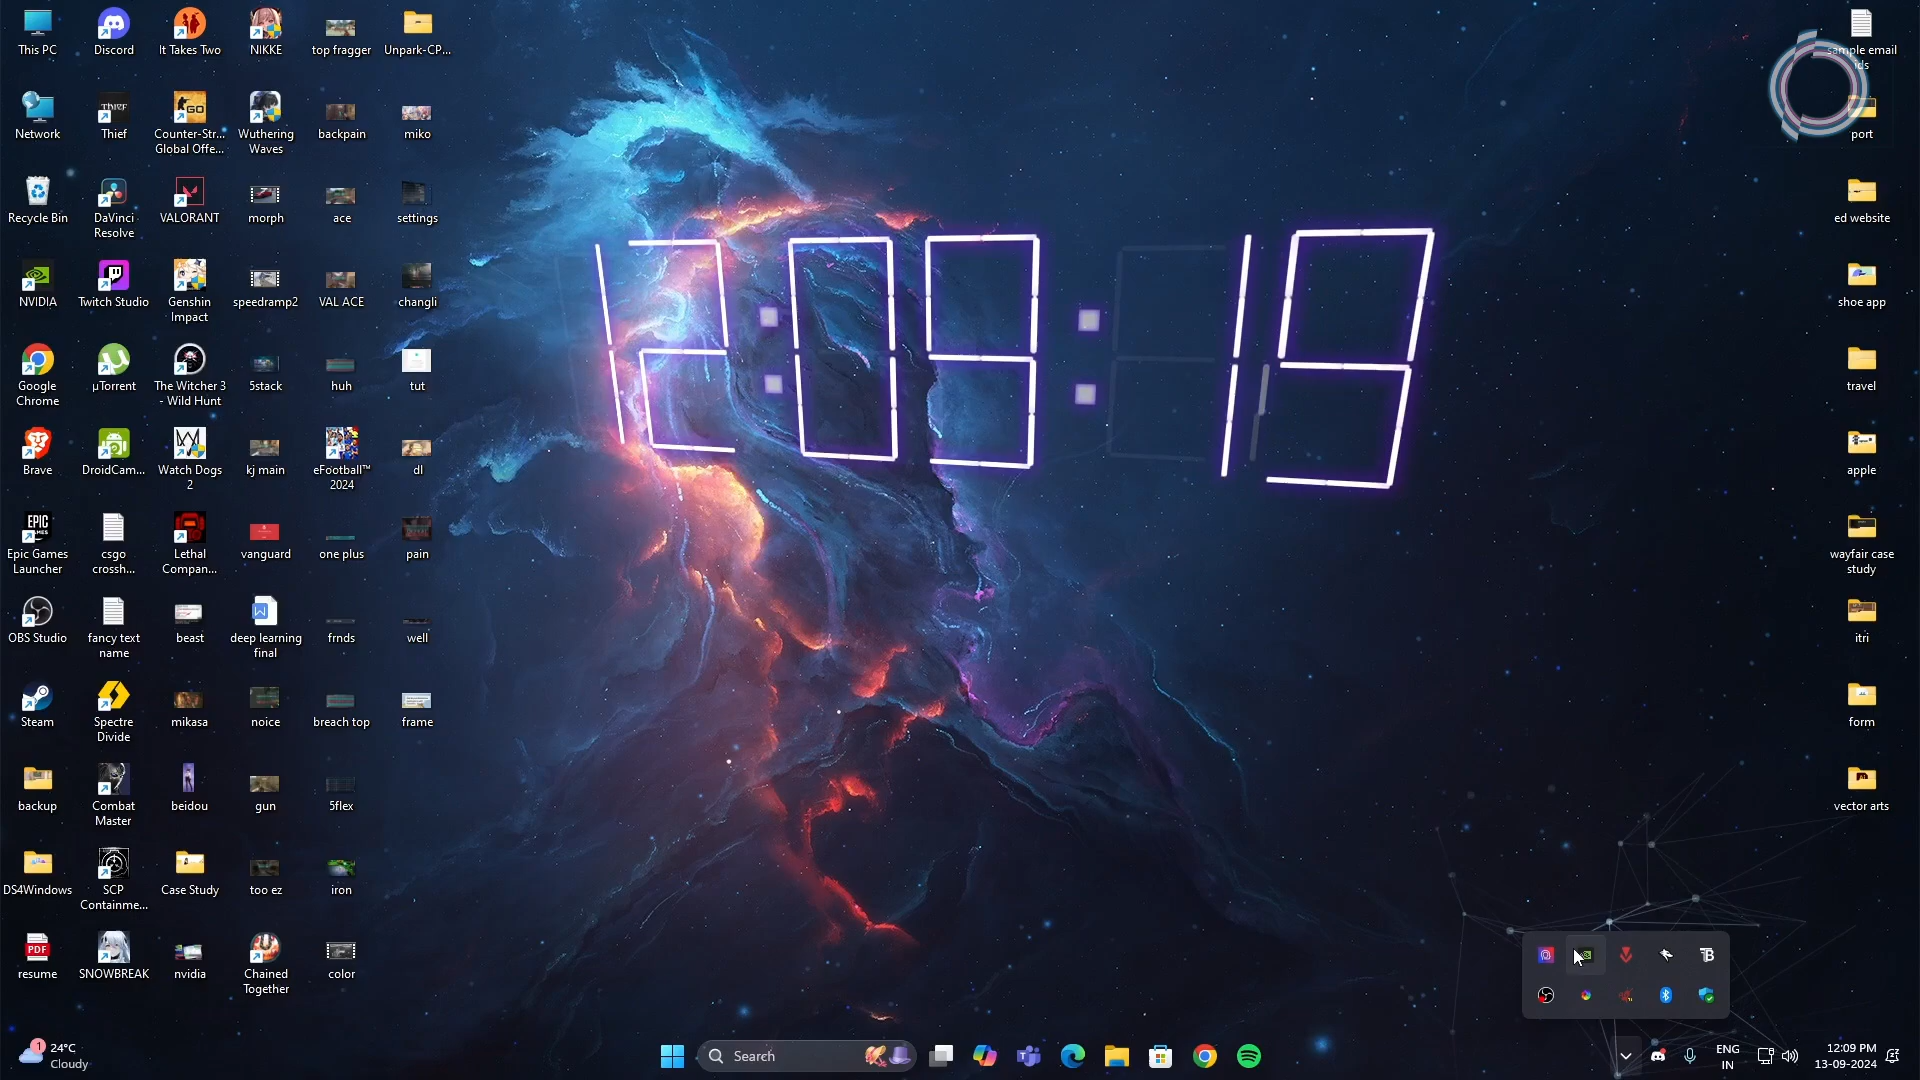 This PC
Discord
It Takes Two
NIKKE
top fragger
Unpark-CP...
sample email
ids
Network
Thief
Counter-Str...
Global Offe...
Wuthering
Waves
backpain
miko
port
Recycle Bin
DaVinci
Resolve
VALORANT
morph
ace
settings
ed website
NVIDIA
Twitch Studio
Genshin
Impact
speedramp2
VAL ACE
changli
shoe app
12:09:19
Google
Chrome
µTorrent
The Witcher 3
- Wild Hunt
5stack
huh
tut
travel
Brave
DroidCam...
Watch Dogs
2
kj main
eFootball™
2024
dl
apple
Epic Games
Launcher
csgo
crossh...
Lethal
Compan...
vanguard
one plus
pain
wayfair case
study
OBS Studio
fancy text
name
beast
deep learning
final
frnds
well
itri
Steam
Spectre
Divide
mikasa
noice
breach top
frame
form
backup
Combat
Master
beidou
gun
5flex
vector arts
DS4Windows
SCP
Containme...
Case Study
too ez
iron
resume
SNOWBREAK
nvidia
Chained
Together
color
1
24°C
Cloudy
Search
ENG
IN
12:09 PM
13-09-2024